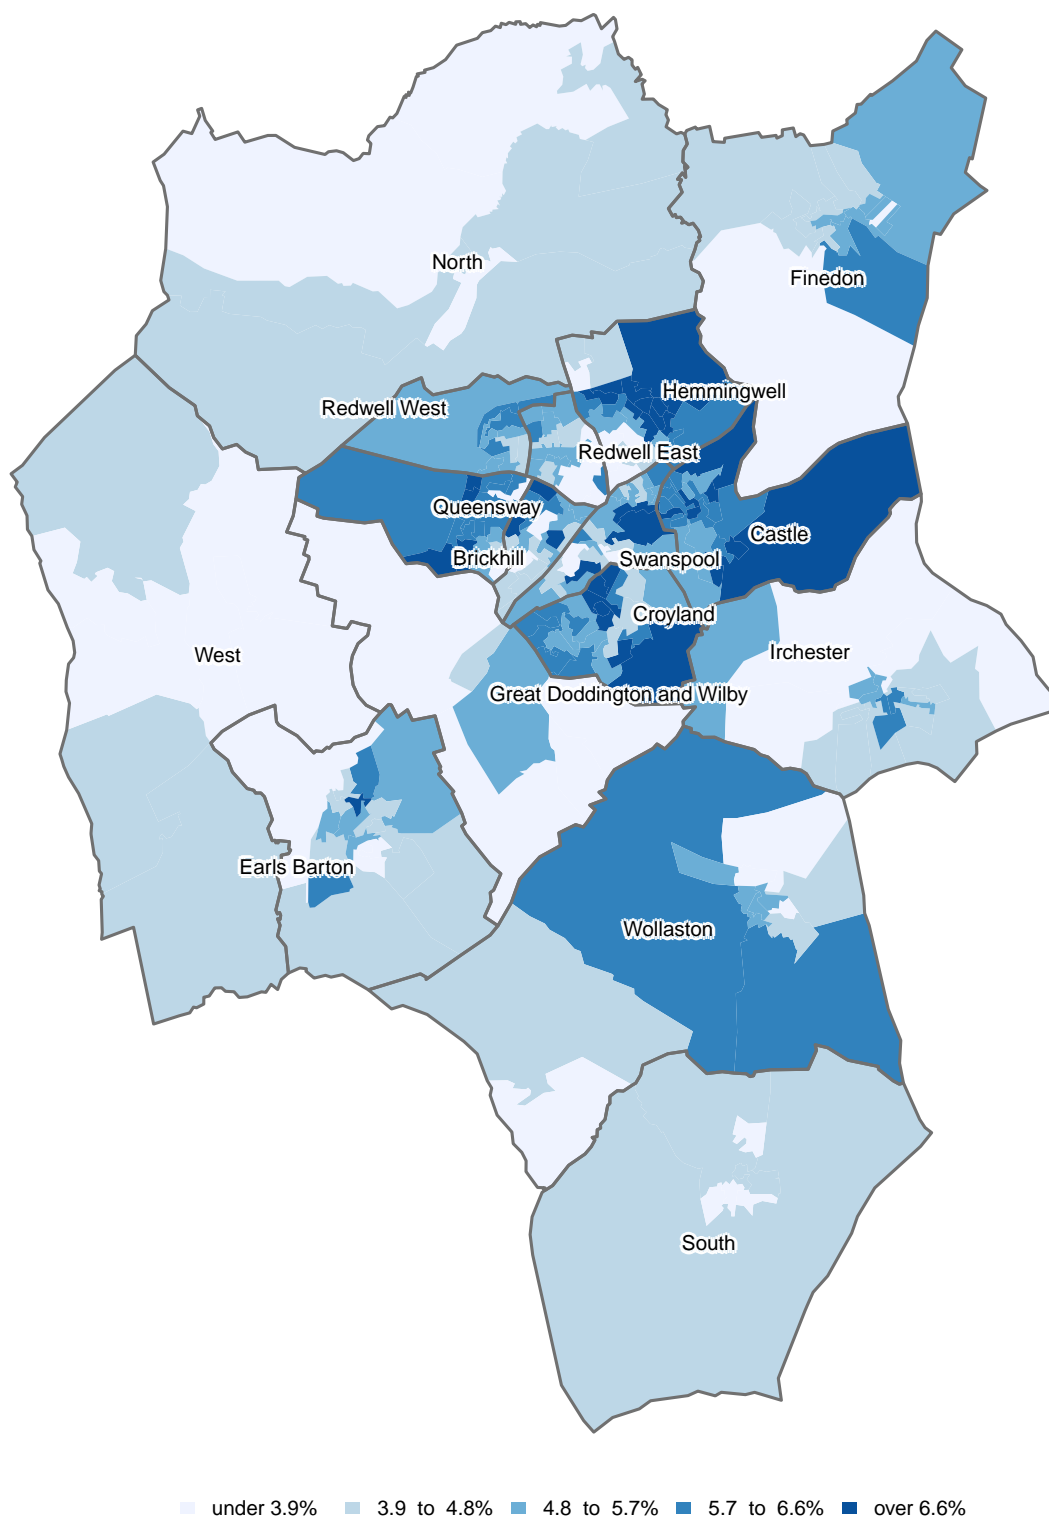 North
Finedon
Hemmingwell
Redwell West
Redwell East
Queensway
Castle
Brickhill
Swanspool
Croyland
Irchester
West
Great Doddington and Wilby
Earls Barton
Wollaston
South
under 3.9% 3.9 to 4.8% 4.8 to 5.7% 5.7 to 6.6% over 6.6%